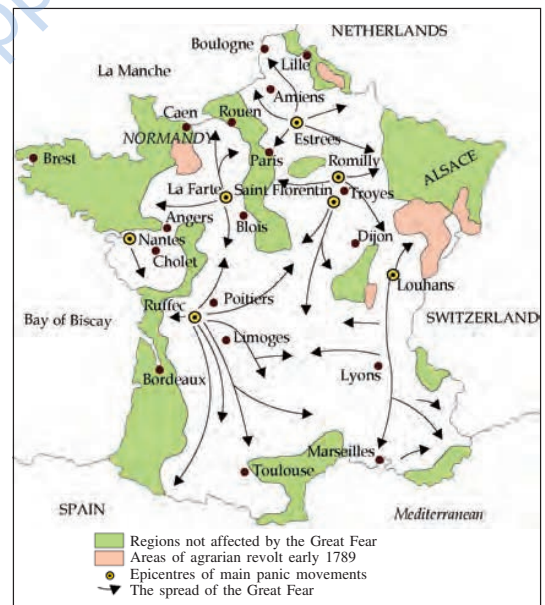 NETHERLANDS
Boulogne
Lille
La Manche
Amiens
Caen
Rouen
NORMANDY
Estrees
Brest
Paris
Romilly
ALSACE
La Farte
Saint Florentin
Troyes
Angers
Blois
Nantes
Dijon
Cholet
Louhans
Ruffec
Poitiers
Bay of Biscay
SWITZERLAND
Limoges
Lyons
Bordeaux
Marseilles
Toulouse
SPAIN
Mediterranean
Regions not affected by the Great Fear
Areas of agrarian revolt early 1789
Epicentres of main panic movements
The spread of the Great Fear